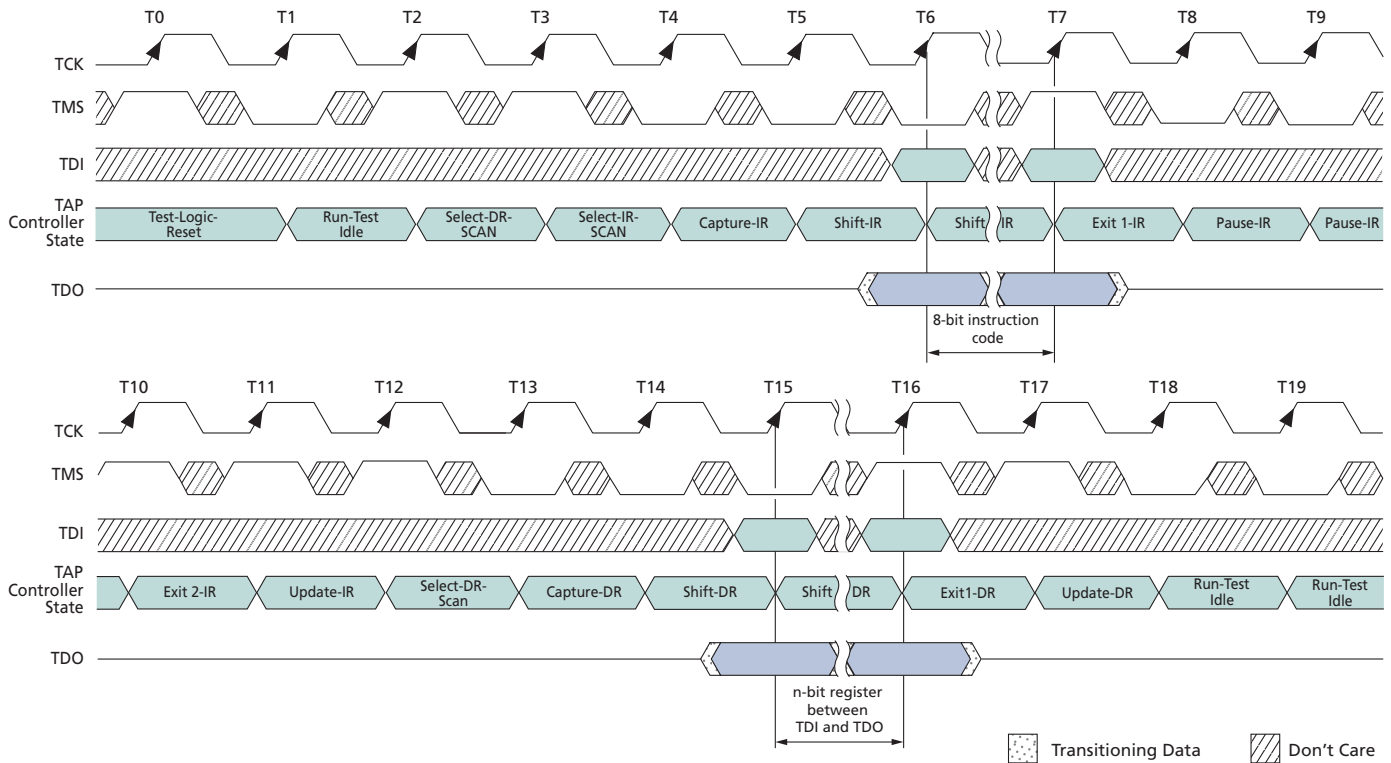 T0 T1 T2 T3 T4 T5 T6 T7 T8 T9
TCK
TMS
TDI
TAP
Controller
State
Test-Logic-
Reset
Run-Test
Idle
Select-DR-
SCAN
Select-IR-
SCAN
Capture-IR
Shift-IR
Shift IR
Exit 1-IR
Pause-IR
Pause-IR
TDO
8-bit instruction
code
T10 T11 T12 T13 T14 T15 T16 T17 T18 T19
TCK
TMS
TDI
TAP
Controller
State
Exit 2-IR
Update-IR
Select-DR-
Scan
Capture-DR
Shift-DR
Shift DR
Exit1-DR
Update-DR
Run-Test
Idle
Run-Test
Idle
TDO
n-bit register
between
TDI and TDO
Transitioning Data
Don't Care